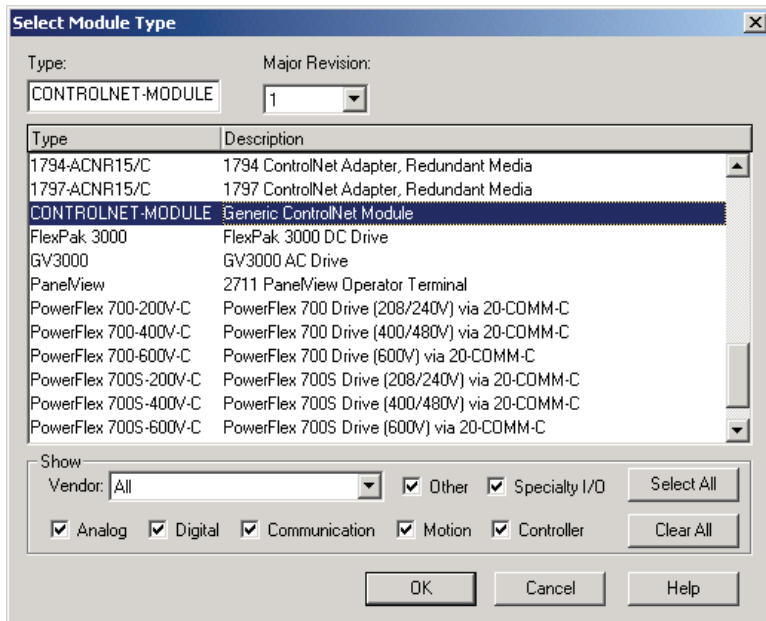 Select Module Type
Type: Major Revision:
CONTROLNET-MODULE 1
Type Description
1794-ACNR15/C 1794 ControlNet Adapter, Redundant Media
1797-ACNR15/C 1797 ControlNet Adapter, Redundant Media
CONTROLNET-MODULE Generic ControlNet Module
FlexPak 3000 FlexPak 3000 DC Drive
GV3000 GV3000 AC Drive
PanelView 2711 PanelView Operator Terminal
PowerFlex 700-200V-C PowerFlex 700 Drive (208/240V) via 20-COMM-C
PowerFlex 700-400V-C PowerFlex 700 Drive (400/480V) via 20-COMM-C
PowerFlex 700-600V-C PowerFlex 700 Drive (600V) via 20-COMM-C
PowerFlex 700S-200V-C PowerFlex 700S Drive (208/240V) via 20-COMM-C
PowerFlex 700S-400V-C PowerFlex 700S Drive (400/480V) via 20-COMM-C
PowerFlex 700S-600V-C PowerFlex 700S Drive (600V) via 20-COMM-C
Show
Vendor: All Other Specialty I/O Select All
Analog Digital Communication Motion Controller Clear All
OK Cancel Help